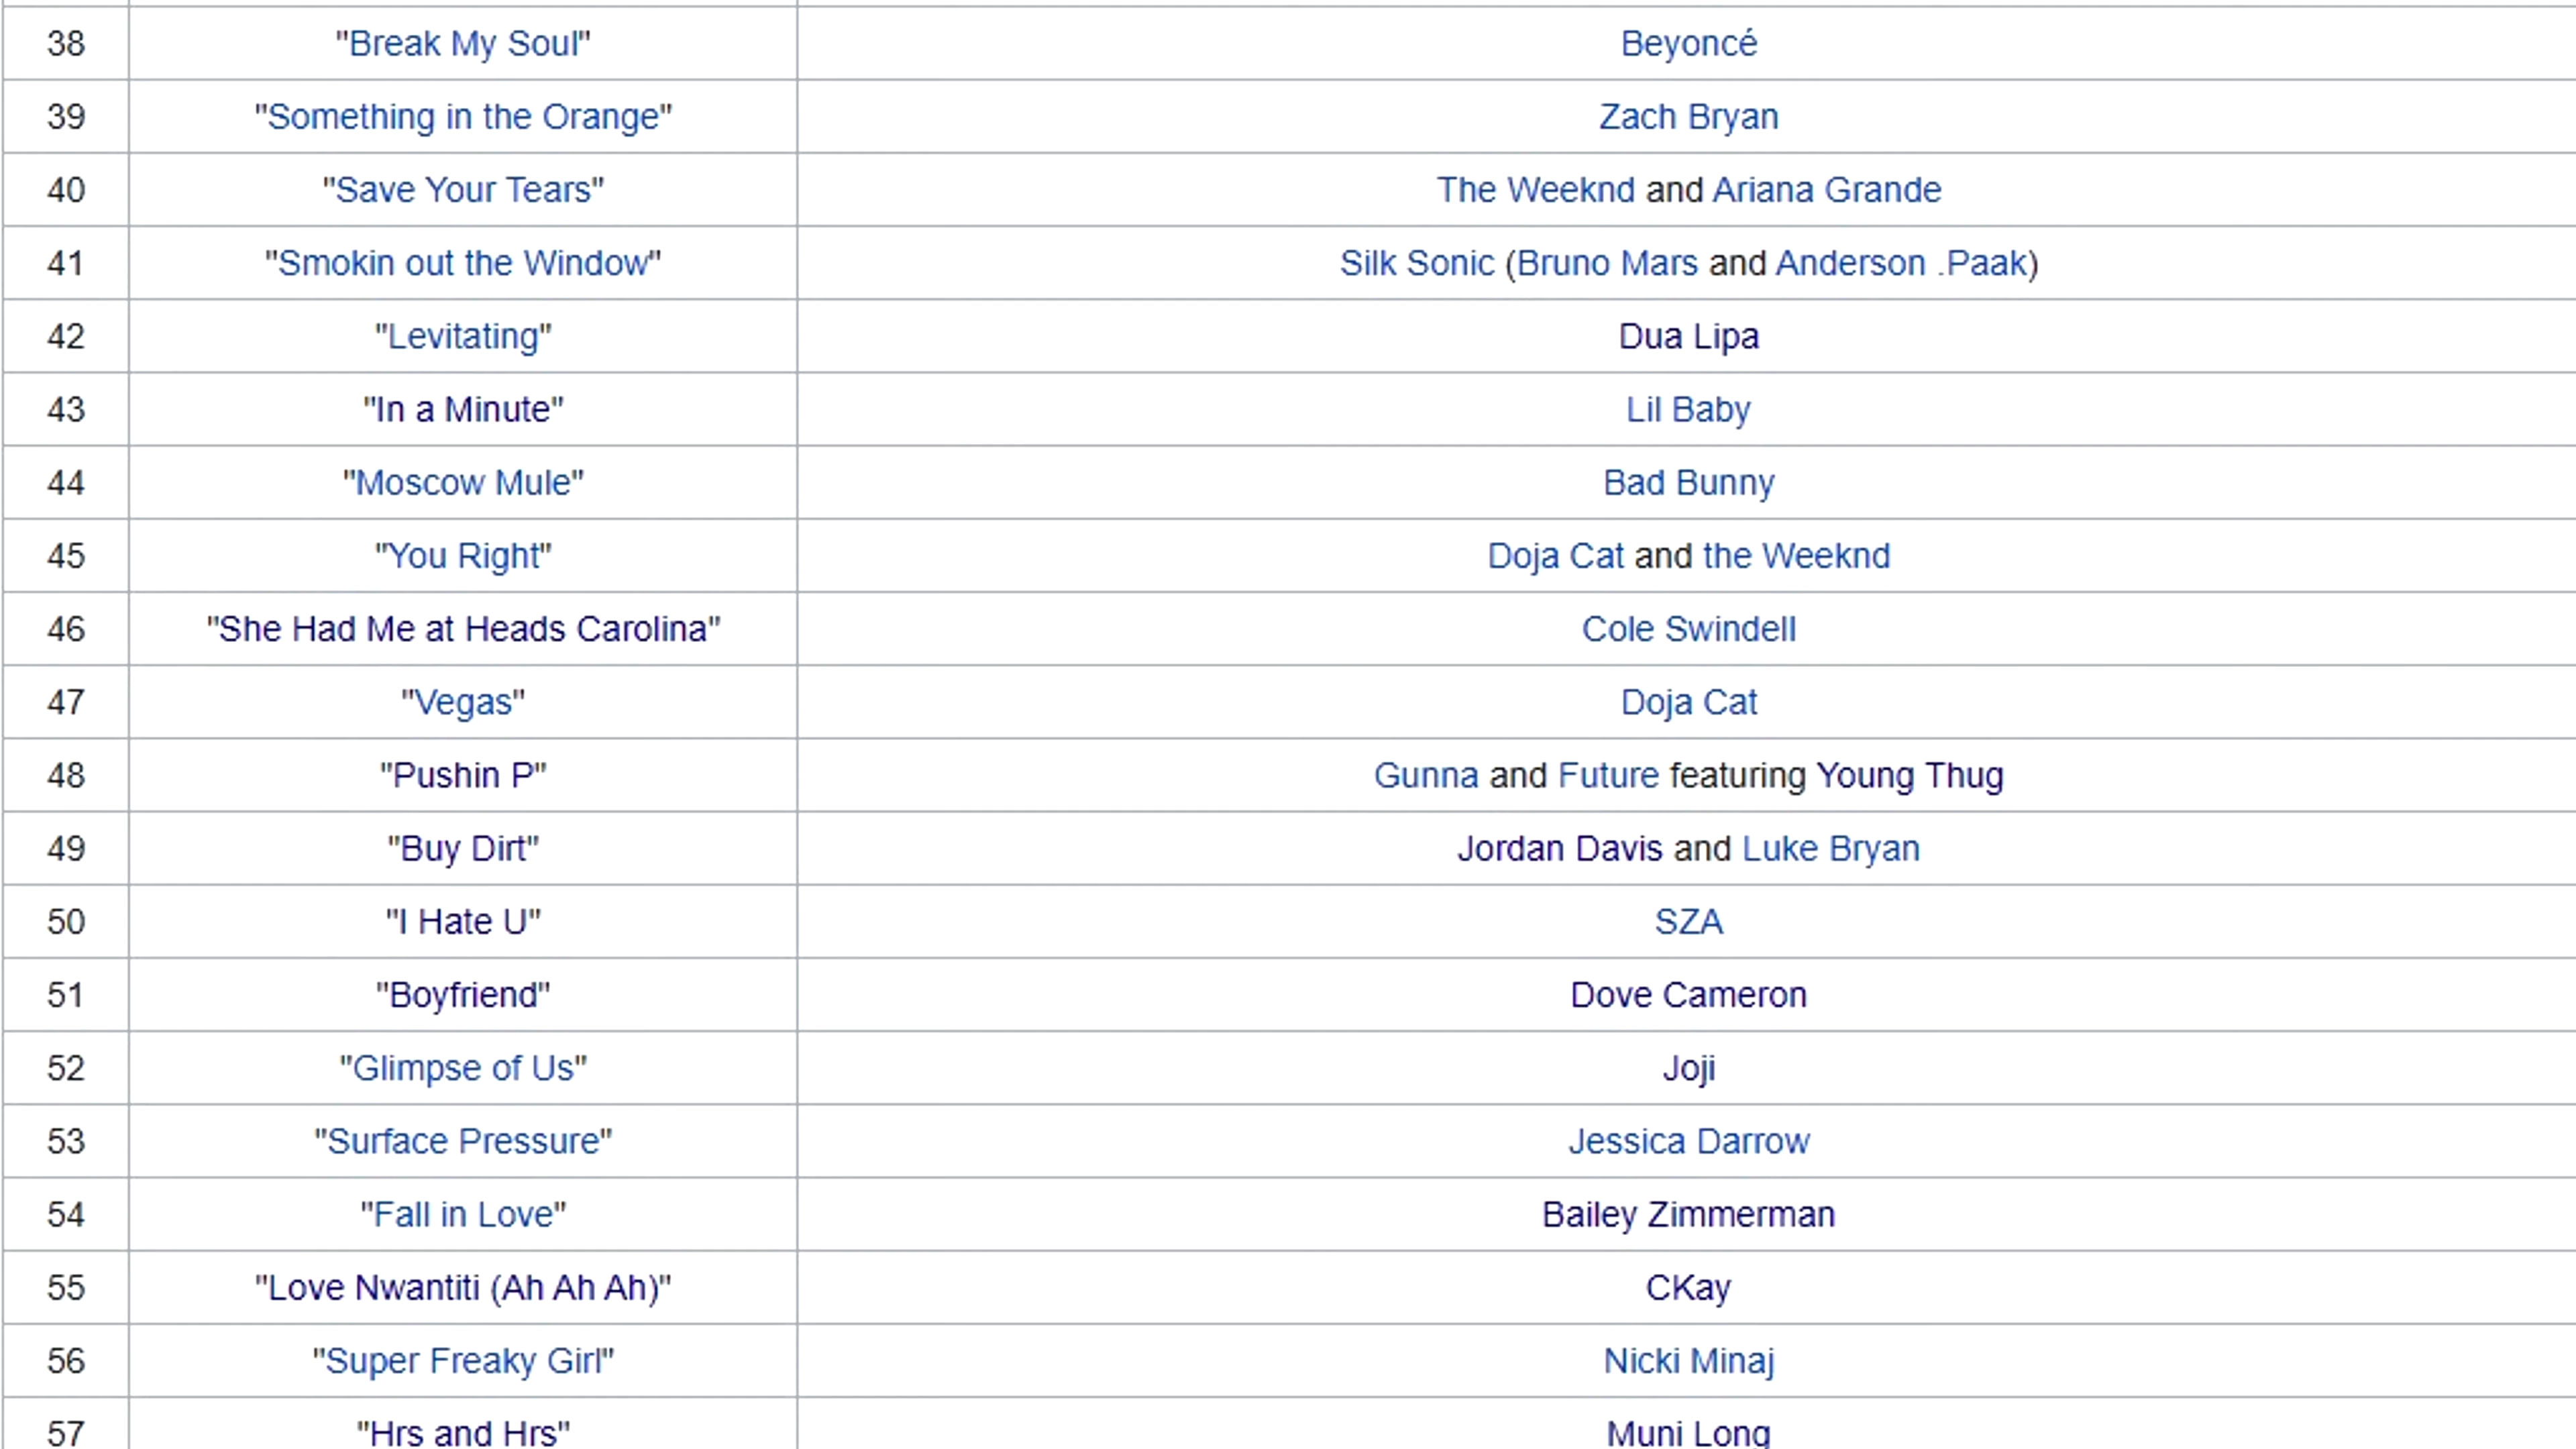 38 "Break My Soul" Beyoncé
39 "Something in the Orange" Zach Bryan
40 "Save Your Tears" The Weeknd and Ariana Grande
41 "Smokin out the Window" Silk Sonic (Bruno Mars and Anderson .Paak)
42 "Levitating" Dua Lipa
43 "In a Minute" Lil Baby
44 "Moscow Mule" Bad Bunny
45 "You Right" Doja Cat and the Weeknd
46 "She Had Me at Heads Carolina" Cole Swindell
47 "Vegas" Doja Cat
48 "Pushin P" Gunna and Future featuring Young Thug
49 "Buy Dirt" Jordan Davis and Luke Bryan
50 "I Hate U" SZA
51 "Boyfriend" Dove Cameron
52 "Glimpse of Us" Joji
53 "Surface Pressure" Jessica Darrow
54 "Fall in Love" Bailey Zimmerman
55 "Love Nwantiti (Ah Ah Ah)" CKay
56 "Super Freaky Girl" Nicki Minaj
57 "Hrs and Hrs" Muni Long